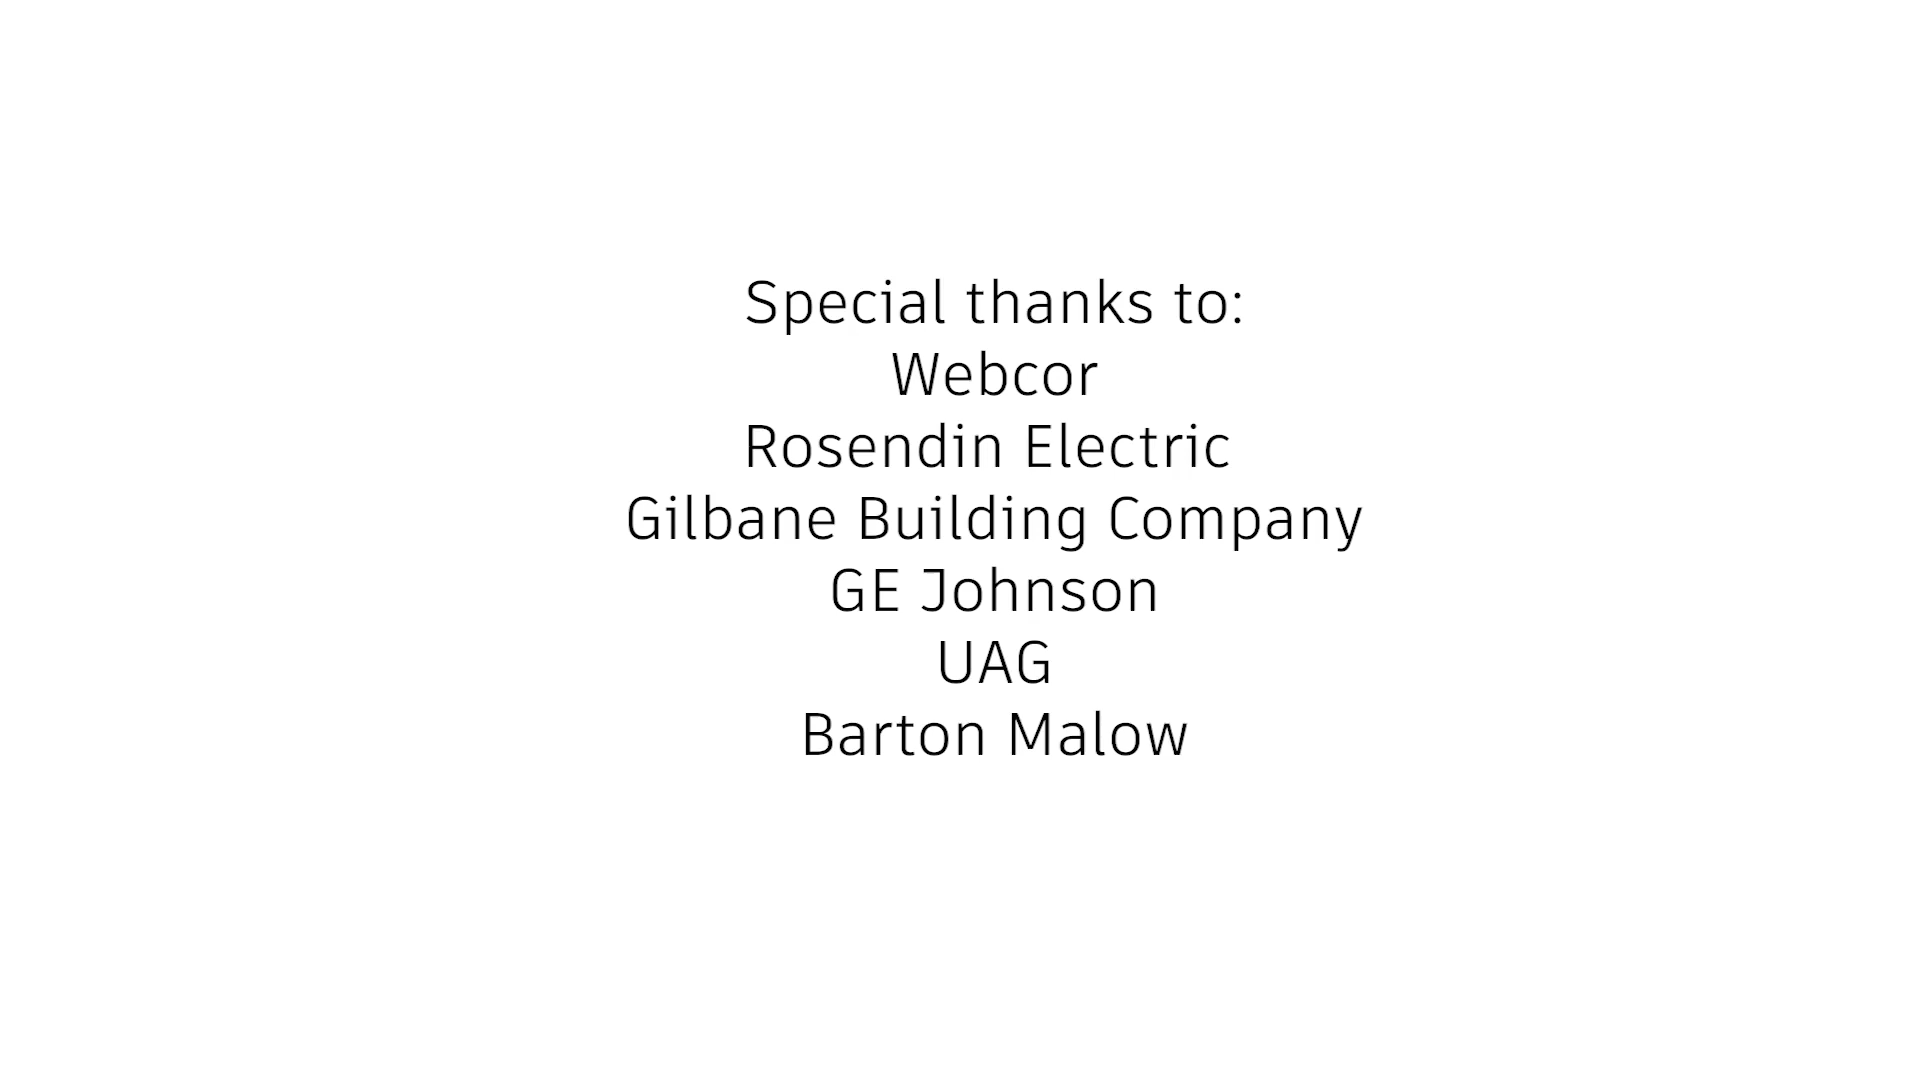 Special thanks to:
Webcor
Rosendin Electric
Gilbane Building Company
GE Johnson
UAG
Barton Malow